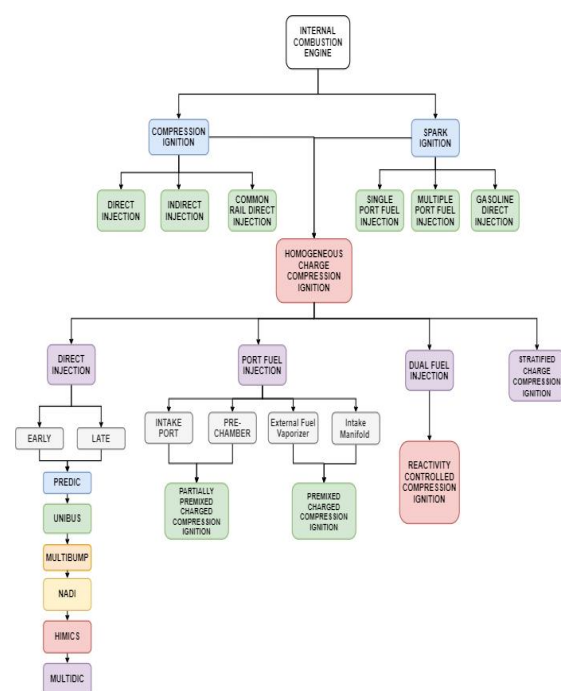 INTERNAL
COMBUSTION
ENGINE
COMPRESSION
IGNITION
SPARK
IGNITION
DIRECT
INJECTION
INDIRECT
INJECTION
COMMON
RAIL DIRECT
INJECTION
SINGLE
PORT FUEL
INJECTION
MULTIPLE
PORT FUEL
INJECTION
GASOLINE
DIRECT
INJECTION
HOMOGENEOUS
CHARGE
COMPRESSION
IGNITION
DIRECT
INJECTION
PORT FUEL
INJECTION
DUAL FUEL
INJECTION
STRATIFIED
CHARGE
COMPRESSION
IGNITION
EARLY
LATE
INTAKE
PORT
PRE-
CHAMBER
External Fuel
Vaporizer
Intake
Manifold
PREDIC
UNIBUS
MULTIBUMP
NADI
HIMICS
MULTIDIC
PARTIALLY
PREMIXED
CHARGED
COMPRESSION
IGNITION
PREMIXED
CHARGED
COMPRESSION
IGNITION
REACTIVITY
CONTROLLED
COMPRESSION
IGNITION